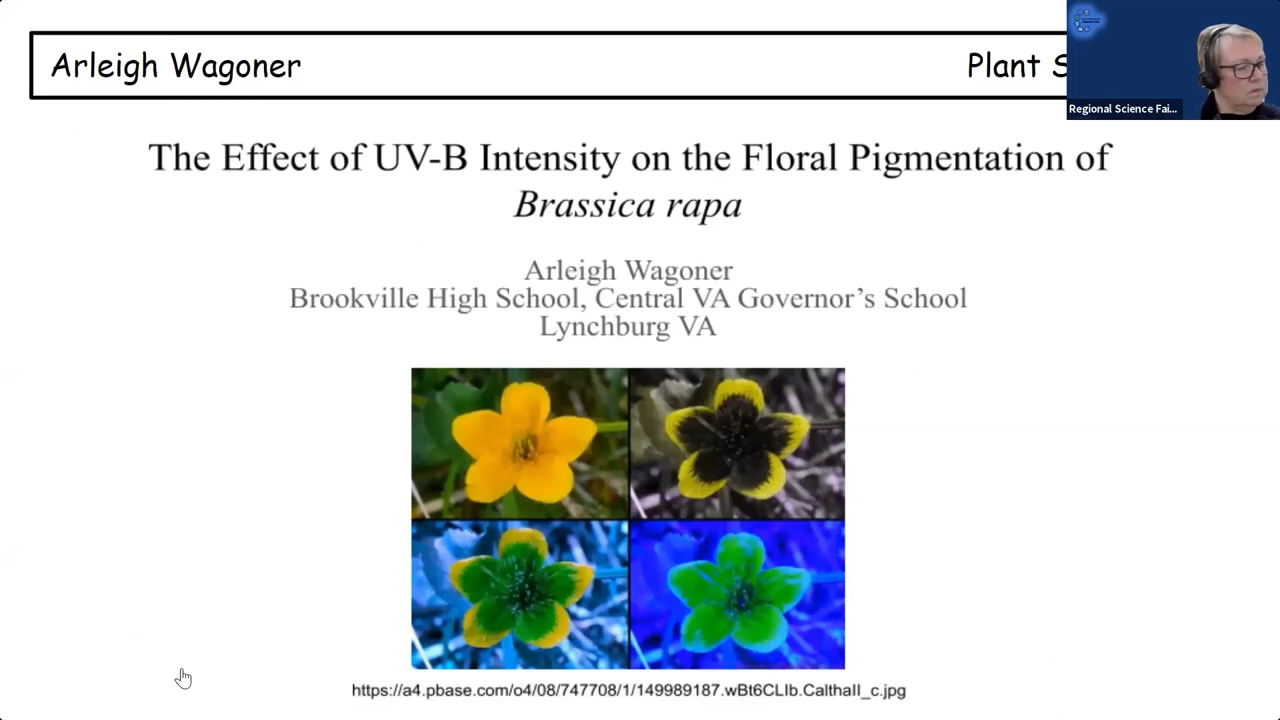 Arleigh Wagoner
Plant S
Regional Science Fai...
The Effect of UV-B Intensity on the Floral Pigmentation of
Brassica rapa
Arleigh Wagoner
Brookville High School, Central VA Governor's School
Lynchburg VA
https://a4.pbase.com/o4/08/747708/1/149989187.wBt6CLIb.CalthaII_c.jpg